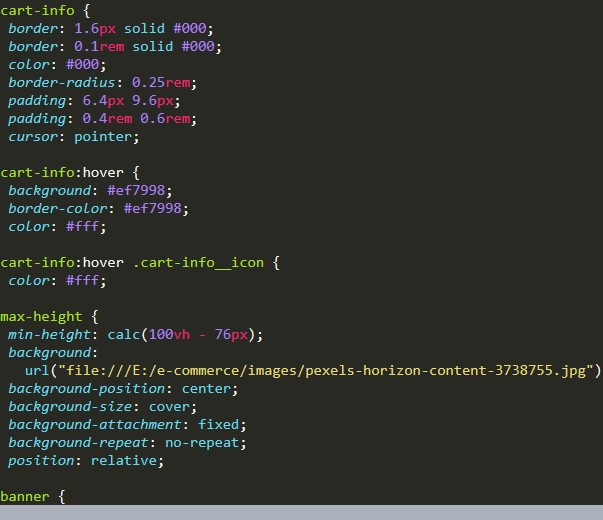 cart-info {
border: 1.6px solid #000;
border: 0.1rem solid #000;
color: #000;
border-radius: 0.25rem;
padding: 6.4px 9.6px;
padding: 0.4rem 0.6rem;
cursor: pointer;
cart-info:hover {
background: #ef7998;
border-color: #ef7998;
color: #fff;
cart-info:hover .cart-info__icon {
color: #fff;
max-height {
min-height: calc(100vh - 76px);
background:
url("file:///E:/e-commerce/images/pexels-horizon-content-3738755.jpg")
background-position: center;
background-size: cover;
background-attachment: fixed;
background-repeat: no-repeat;
position: relative;
banner {